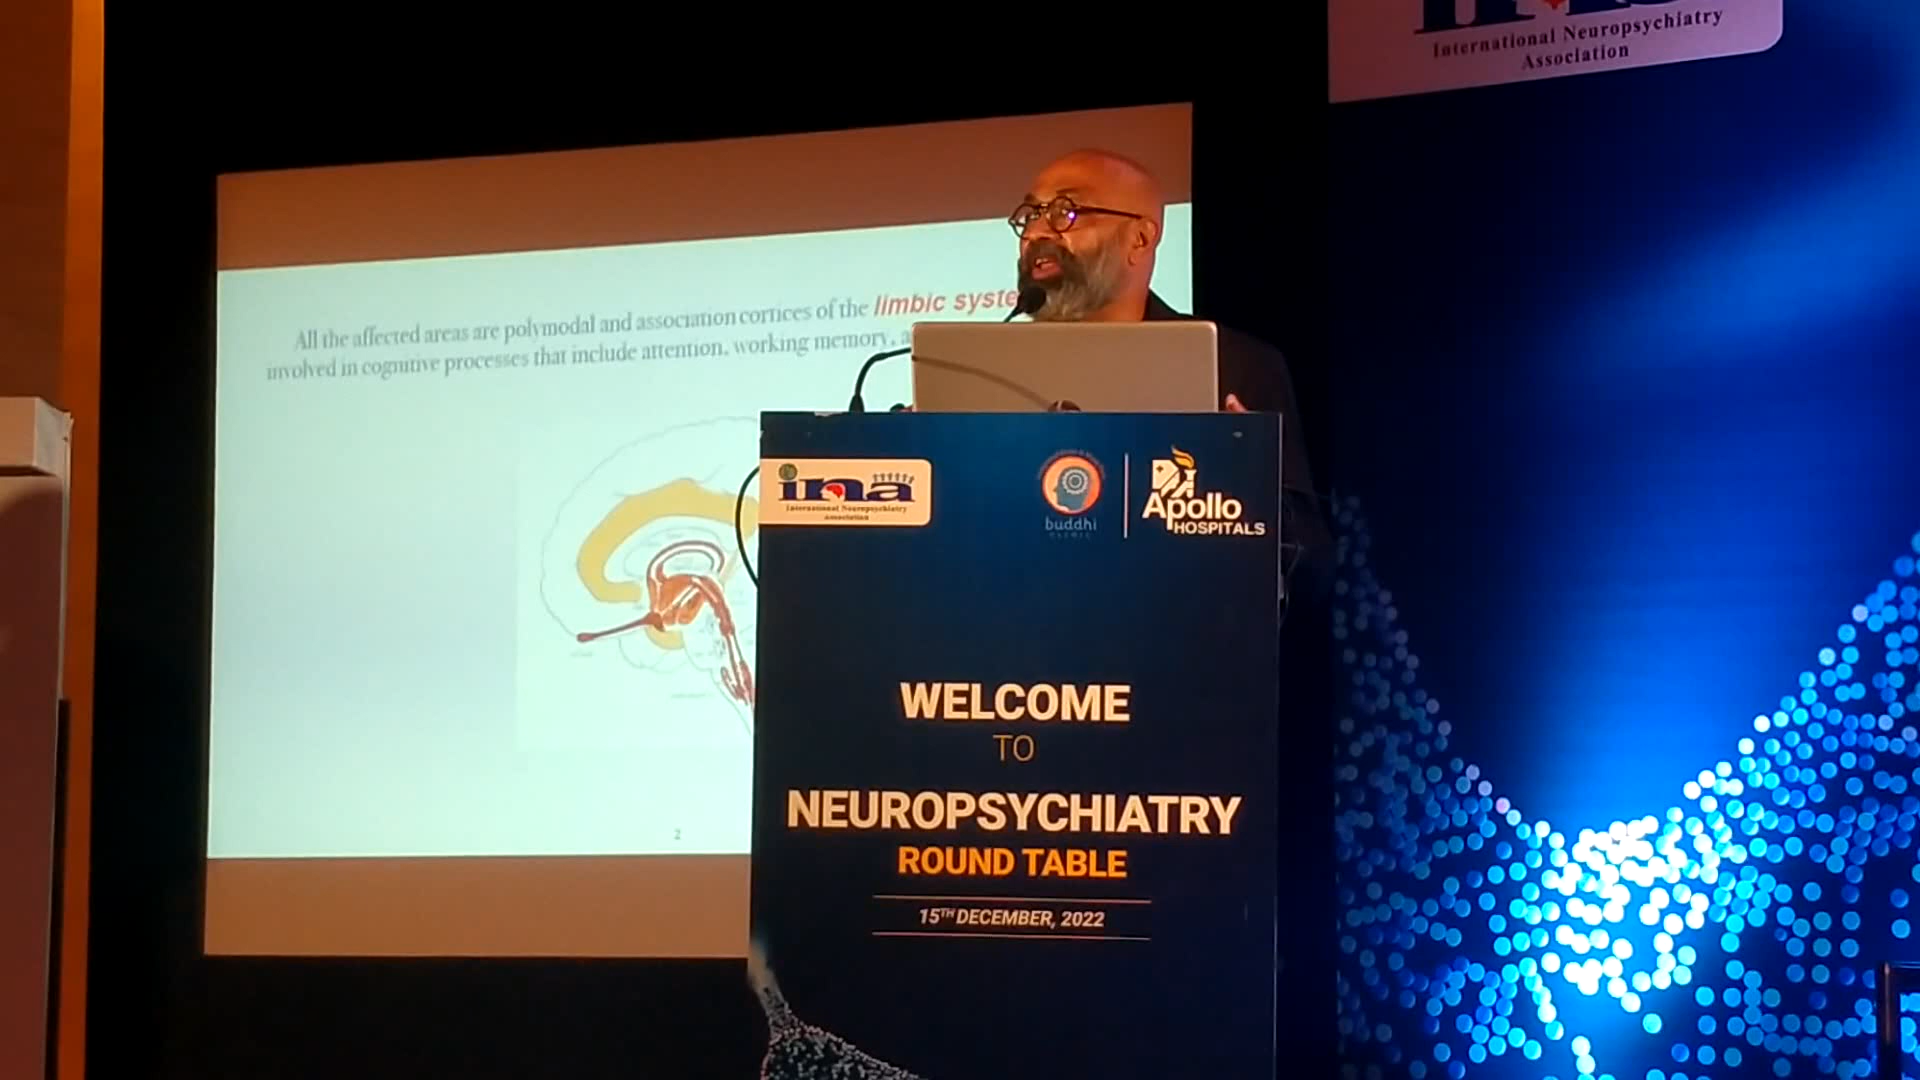 International Neuropsychiatry
Association
All the affected areas are polymodal and association cortices of the limbic syste
involved in cognitive processes that include attention, working memory, a
2
ina
International Neuropsychiatry
Association
buddhi
CLINIC
Apollo
HOSPITALS
WELCOME
TO
NEUROPSYCHIATRY
ROUND TABLE
15TH DECEMBER, 2022